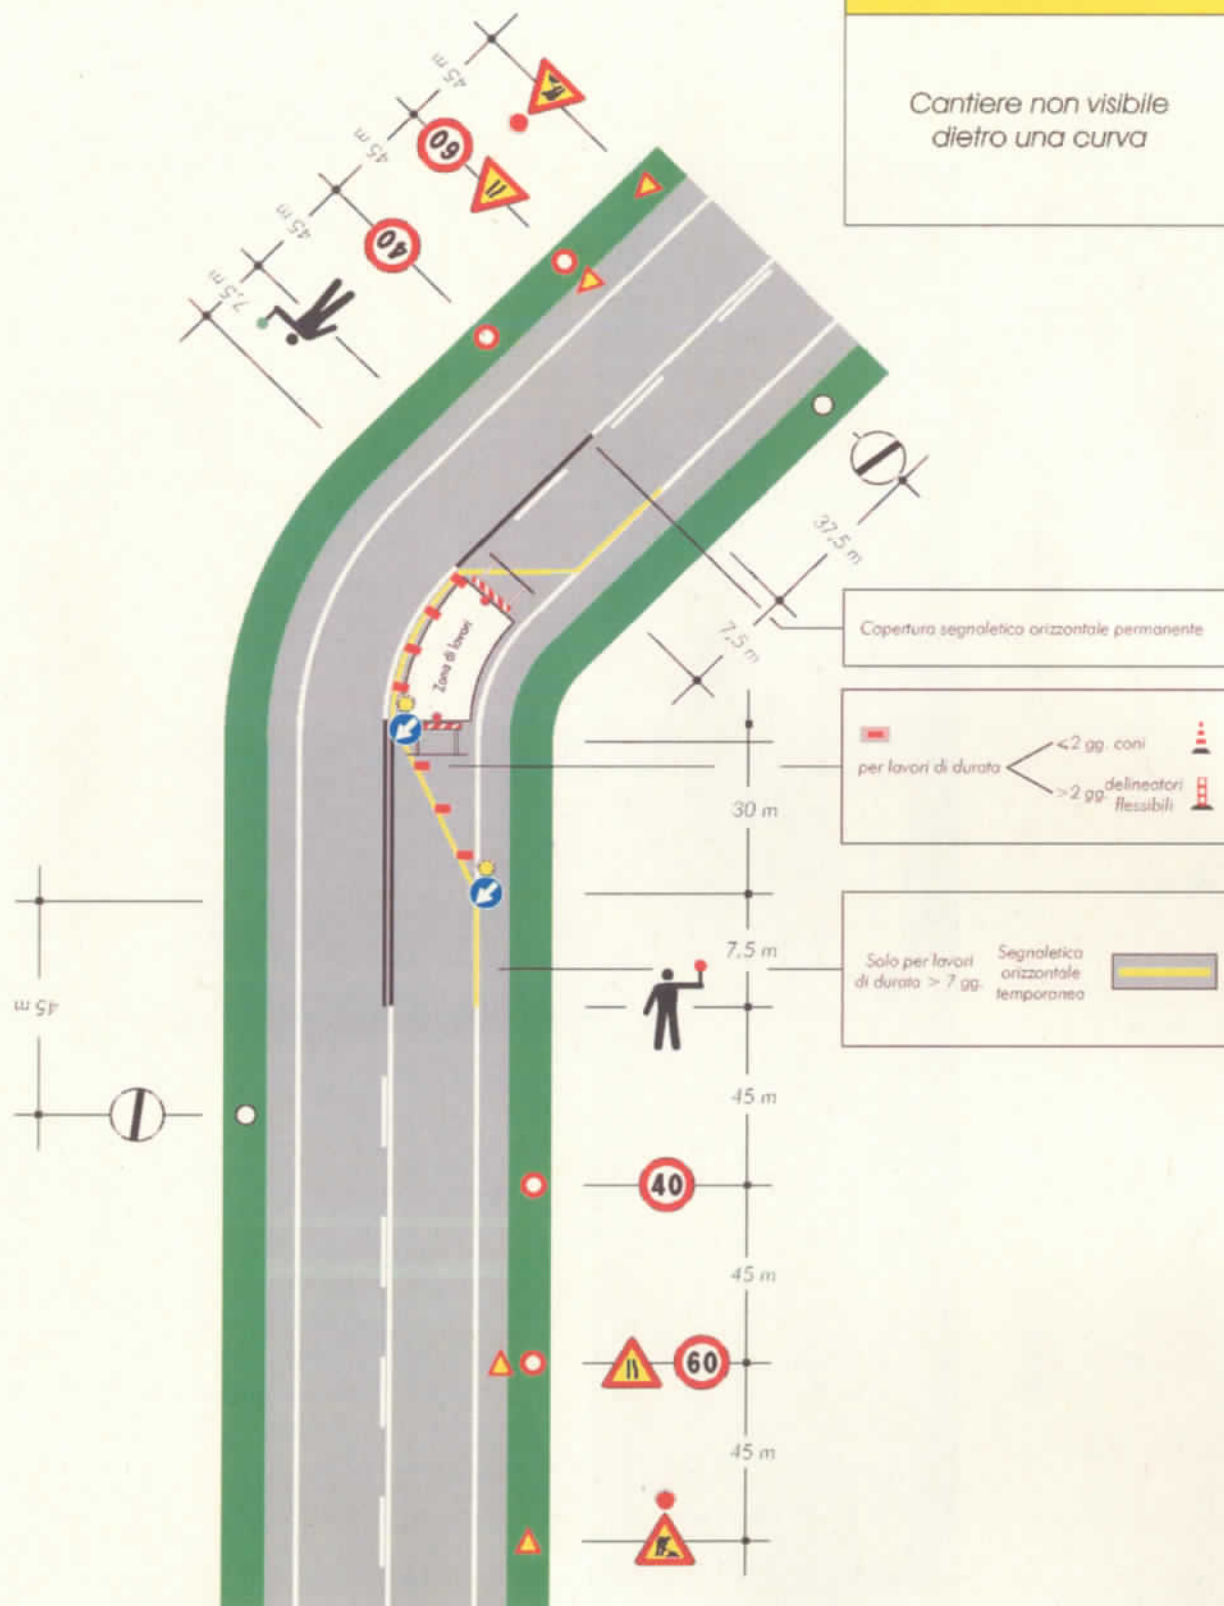 Cantiere non visibile
dietro una curva
45 m
60
45 m
45 m
40
7,5 m
37,5 m
7,5 m
Copertura segnaletica orizzontale permanente
Zona di lavori
per lavori di durata
≤2 gg. coni
>2 gg. delineatori
flessibili
30 m
7,5 m
Solo per lavori
di durata > 7 gg.
Segnaletica
orizzontale
temporanea
45 m
45 m
40
45 m
60
45 m